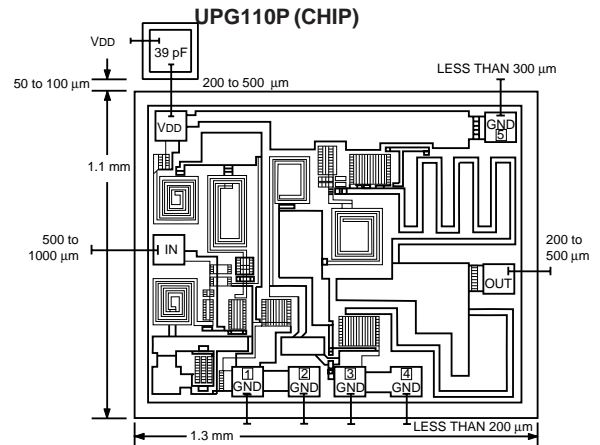 UPG110P (CHIP)
VDD
39 pF
50 to 100 µm
200 to 500 µm
LESS THAN 300 µm
VDD
GND
5
1.1 mm
500 to
1000 µm
IN
200 to
500 µm
OUT
1
GND
2
GND
3
GND
4
GND
LESS THAN 200 µm
1.3 mm